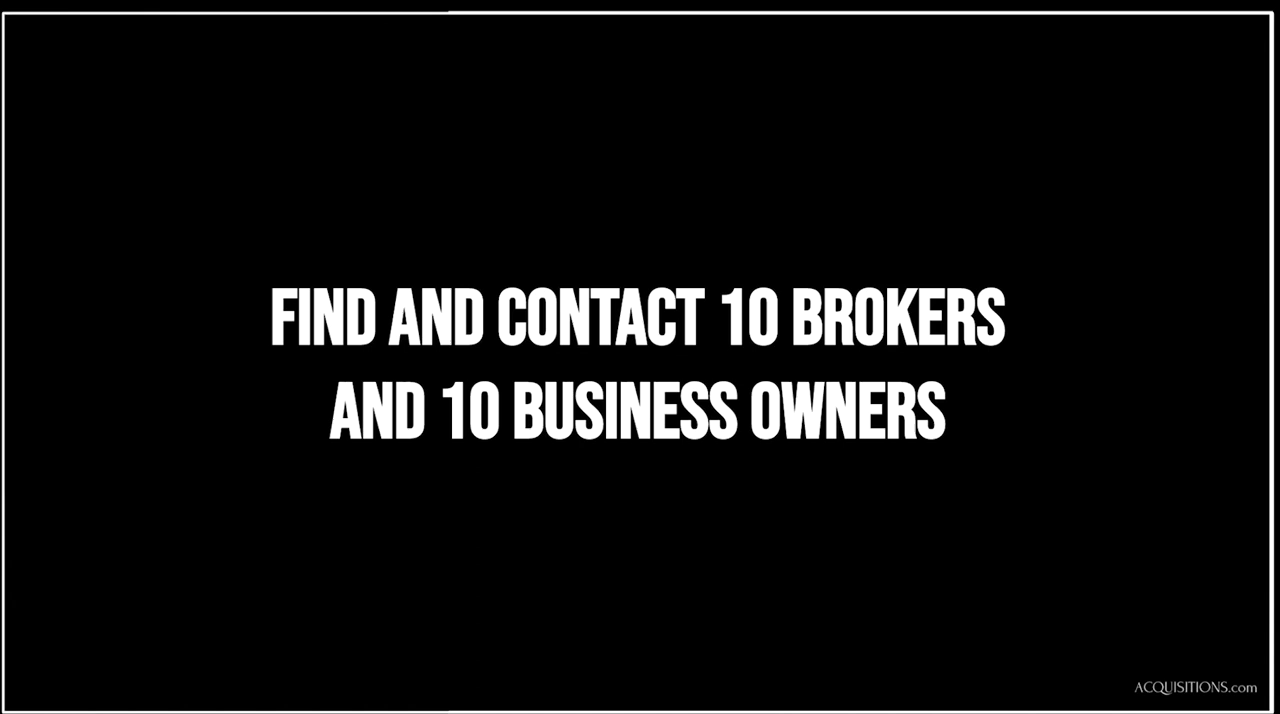 FIND AND CONTACT 10 BROKERS
AND 10 BUSINESS OWNERS
ACQUISITIONS.com